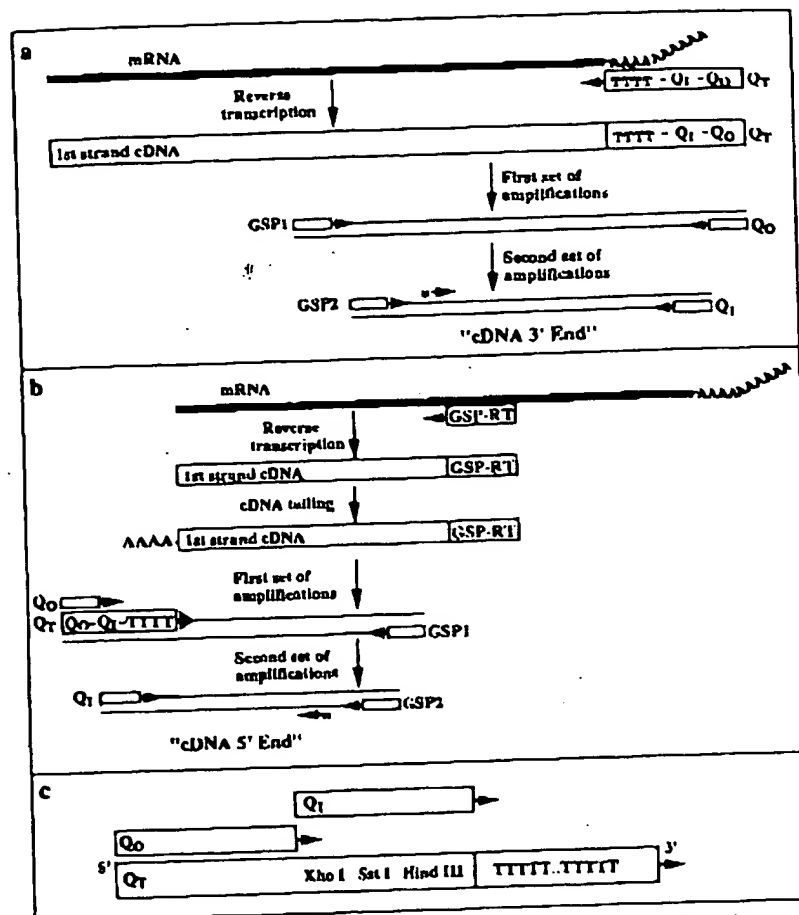 a
mRNA
AAAAAAAAA
TTTT - QI - QO QT
Reverse
transcription
1st strand cDNA
TTTT - QI - QO QT
First set of
amplifications
GSP1
QO
Second set of
amplifications
GSP2
QI
"cDNA 3' End"
b
mRNA
GSP-RT
Reverse
transcription
1st strand cDNA GSP-RT
cDNA tailing
AAAA 1st strand cDNA GSP-RT
First set of
amplifications
QO
QT QO-QI-TTTT
GSP1
Second set of
amplifications
QI
GSP2
"cDNA 5' End"
c
QI
QO
5' 3'
QT Xho I Sst I Hind III TTTTT..TTTTT